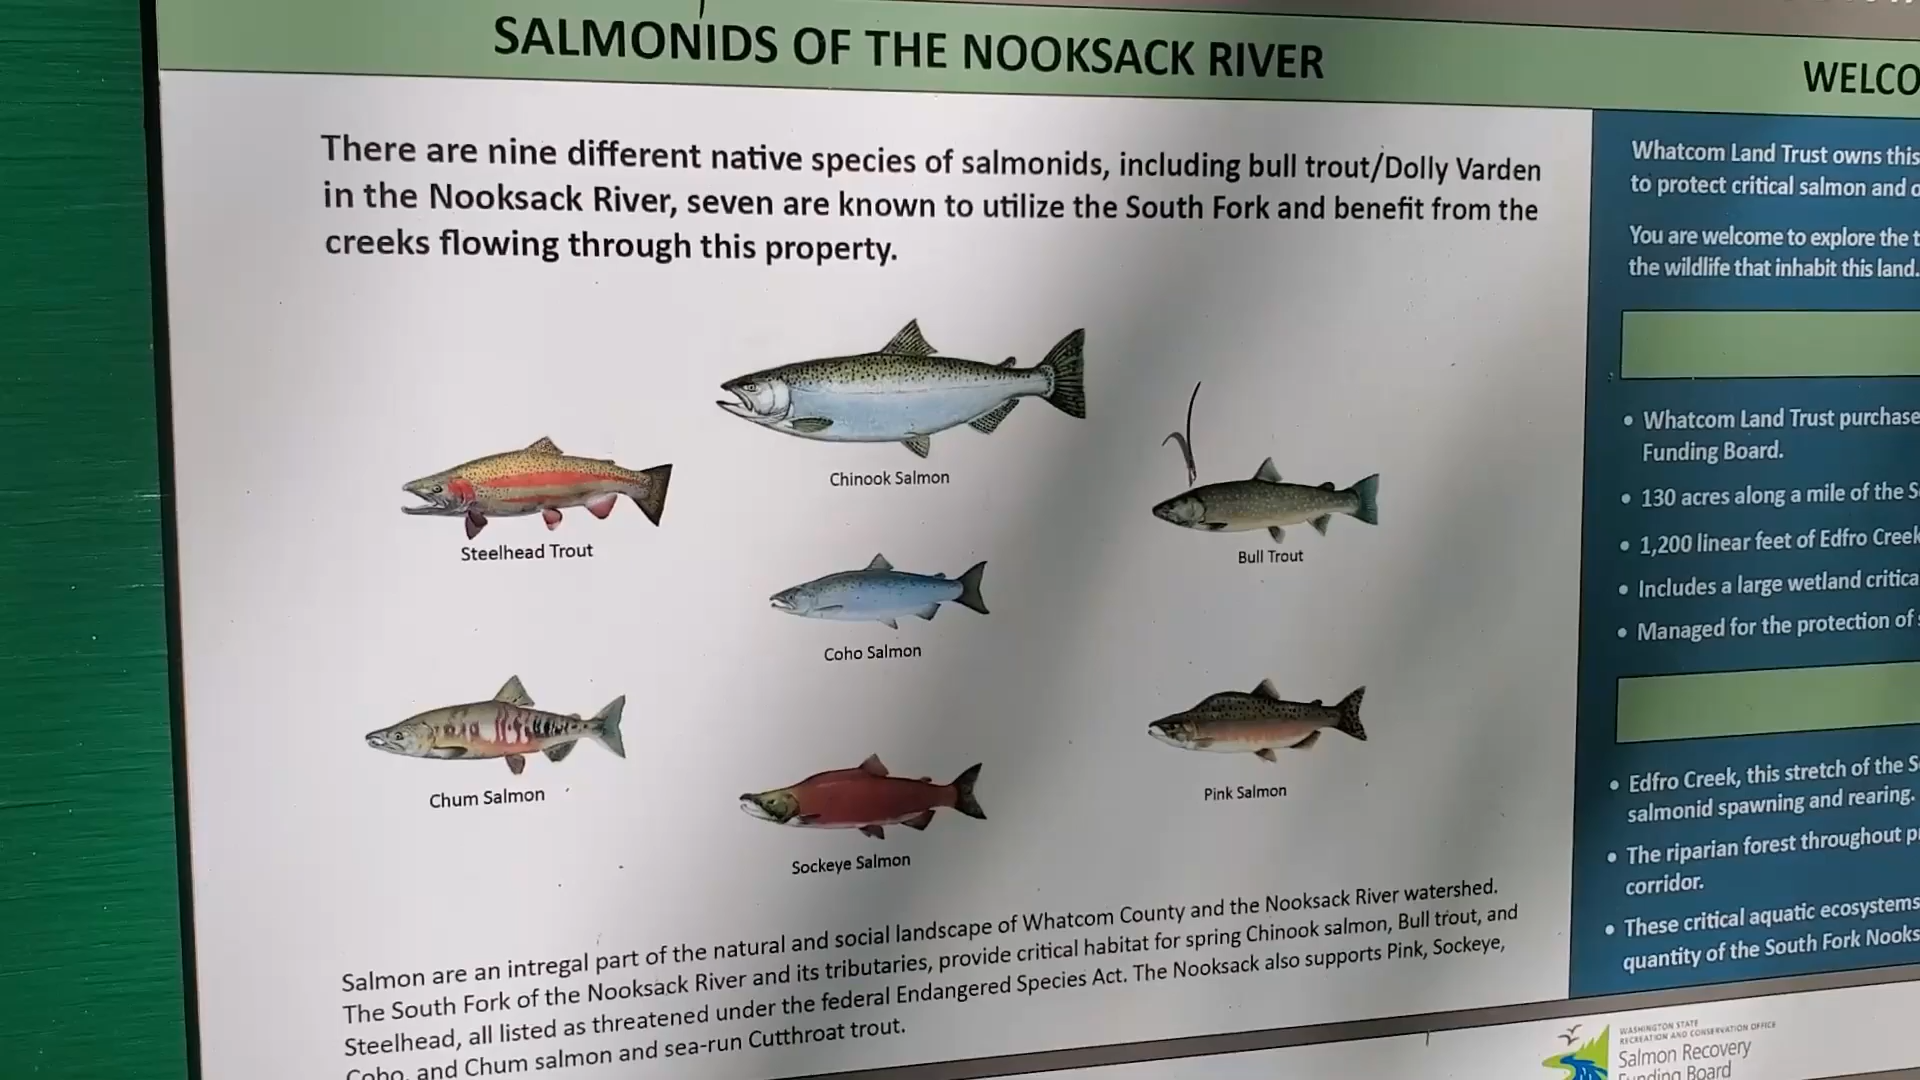 SALMONIDS OF THE NOOKSACK RIVER
There are nine different native species of salmonids, including bull trout/Dolly Varden
in the Nooksack River, seven are known to utilize the South Fork and benefit from the
creeks flowing through this property.
Chinook Salmon
Steelhead Trout
Bull Trout
Coho Salmon
Chum Salmon
Pink Salmon
Sockeye Salmon
Salmon are an intregal part of the natural and social landscape of Whatcom County and the Nooksack River watershed.
The South Fork of the Nooksack River and its tributaries, provide critical habitat for spring Chinook salmon, Bull trout, and
Steelhead, all listed as threatened under the federal Endangered Species Act. The Nooksack also supports Pink, Sockeye,
Coho, and Chum salmon and sea-run Cutthroat trout.
WELCO
Whatcom Land Trust owns this
to protect critical salmon and
You are welcome to explore the t
the wildlife that inhabit this land.
• Whatcom Land Trust purchase
Funding Board.
• 130 acres along a mile of the S
• 1,200 linear feet of Edfro Creek
• Includes a large wetland critica
• Managed for the protection of
• Edfro Creek, this stretch of the S
salmonid spawning and rearing.
• The riparian forest throughout p
corridor.
• These critical aquatic ecosystems
quantity of the South Fork Nooks
WASHINGTON STATE
RECREATION AND CONSERVATION OFFICE
Salmon Recovery
Funding Board